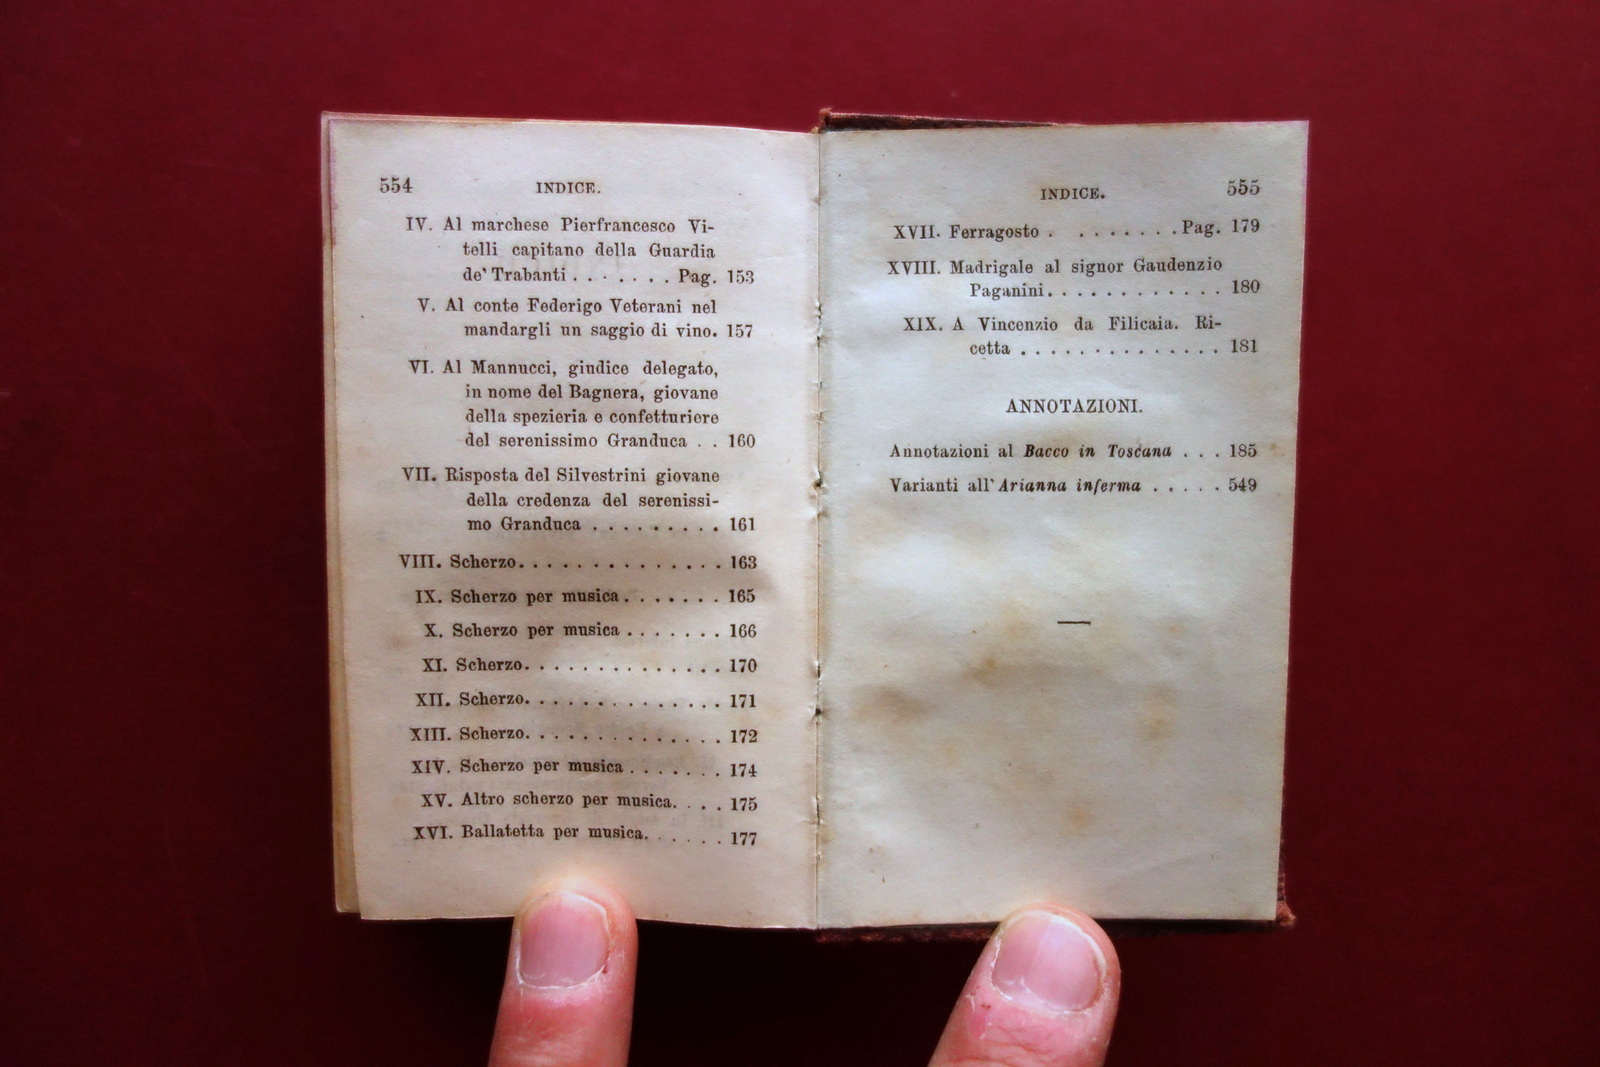 554
INDICE.
IV. Al marchese Pierfrancesco Vi-
telli capitano della Guardia
de' Trabanti . . . . . . . Pag. 153
V. Al conte Federigo Veterani nel
mandargli un saggio di vino. 157
VI. Al Mannucci, giudice delegato,
in nome del Bagnera, giovane
della spezieria e confetturiere
del serenissimo Granduca . . 160
VII. Risposta del Silvestrini giovane
della credenza del serenissi-
mo Granduca . . . . . . . . . 161
VIII. Scherzo. . . . . . . . . . . . . . . 163
IX. Scherzo per musica. . . . . . . 165
X. Scherzo per musica . . . . . . . 166
XI. Scherzo. . . . . . . . . . . . . . 170
XII. Scherzo. . . . . . . . . . . . . . 171
XIII. Scherzo. . . . . . . . . . . . . . 172
XIV. Scherzo per musica . . . . . . . 174
XV. Altro scherzo per musica. . . . 175
XVI. Ballatetta per musica. . . . . . 177
INDICE.
555
XVII. Ferragosto . . . . . . . . Pag. 179
XVIII. Madrigale al signor Gaudenzio
Paganini. . . . . . . . . . . . . 180
XIX. A Vincenzio da Filicaia. Ri-
cetta . . . . . . . . . . . . . . 181
ANNOTAZIONI.
Annotazioni al Bacco in Toscana . . . 185
Varianti all' Arianna inferma . . . . . 549